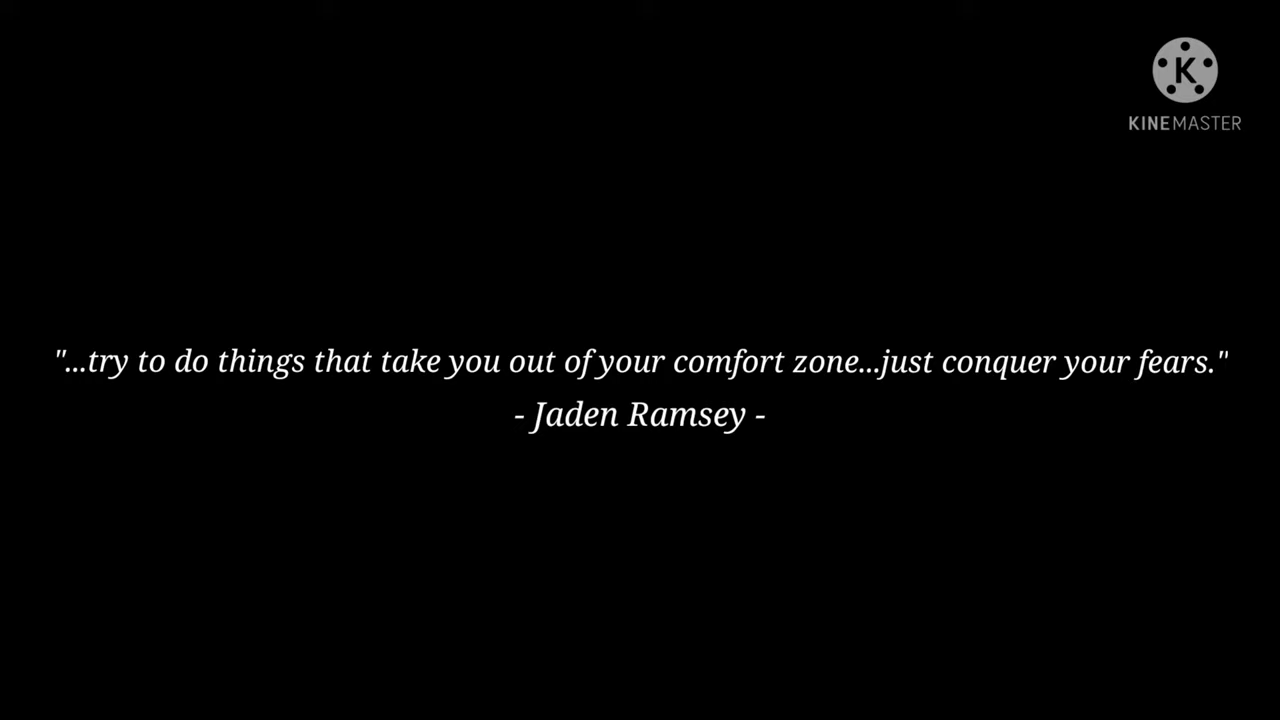 K
KINEMASTER
"...try to do things that take you out of your comfort zone...just conquer your fears."
- Jaden Ramsey -